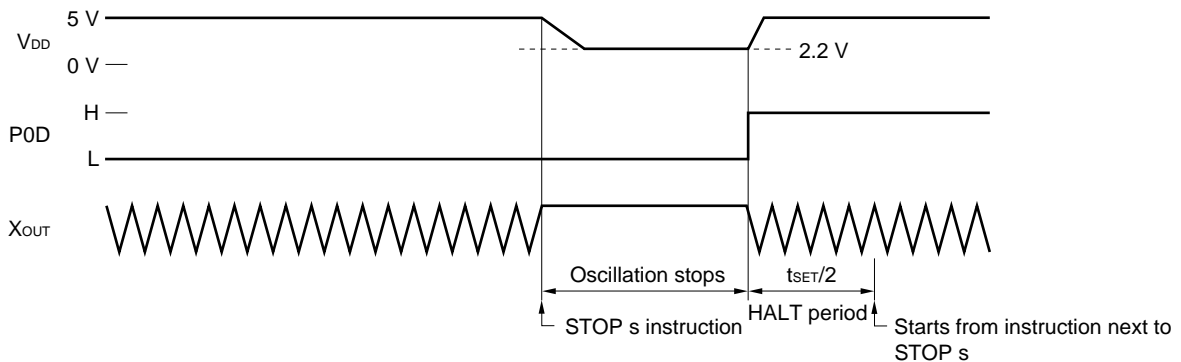 5 V
VDD
2.2 V
0 V
H
P0D
L
XOUT
Oscillation stops
tSET/2
STOP s instruction
HALT period
Starts from instruction next to
STOP s